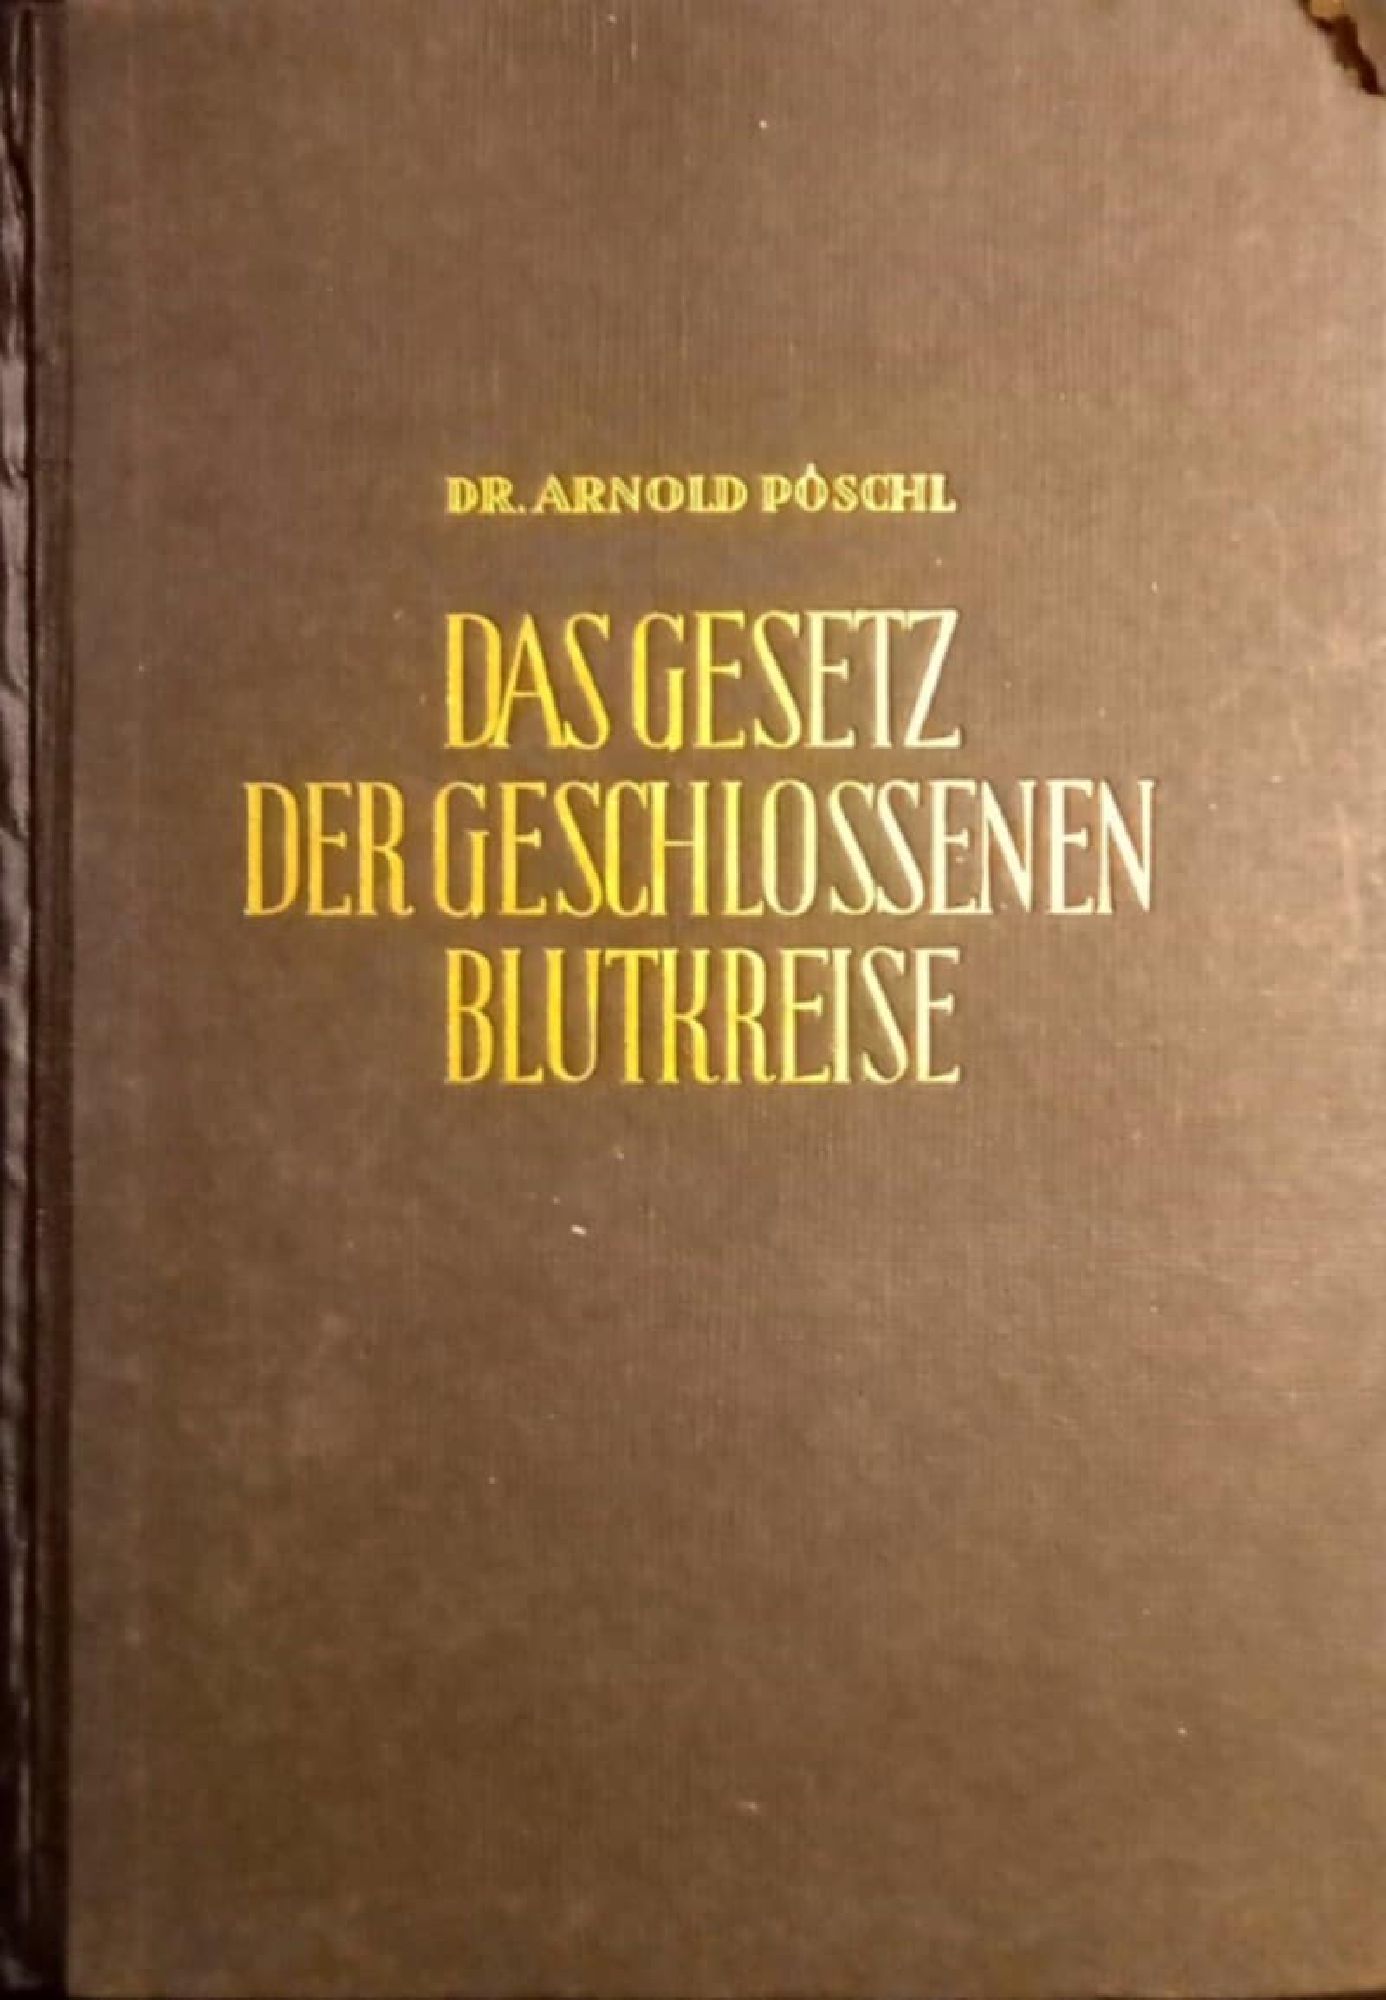 DR. ARNOLD PÖSCHL
DAS GESETZ
DER GESCHLOSSENEN
BLUTKREISE